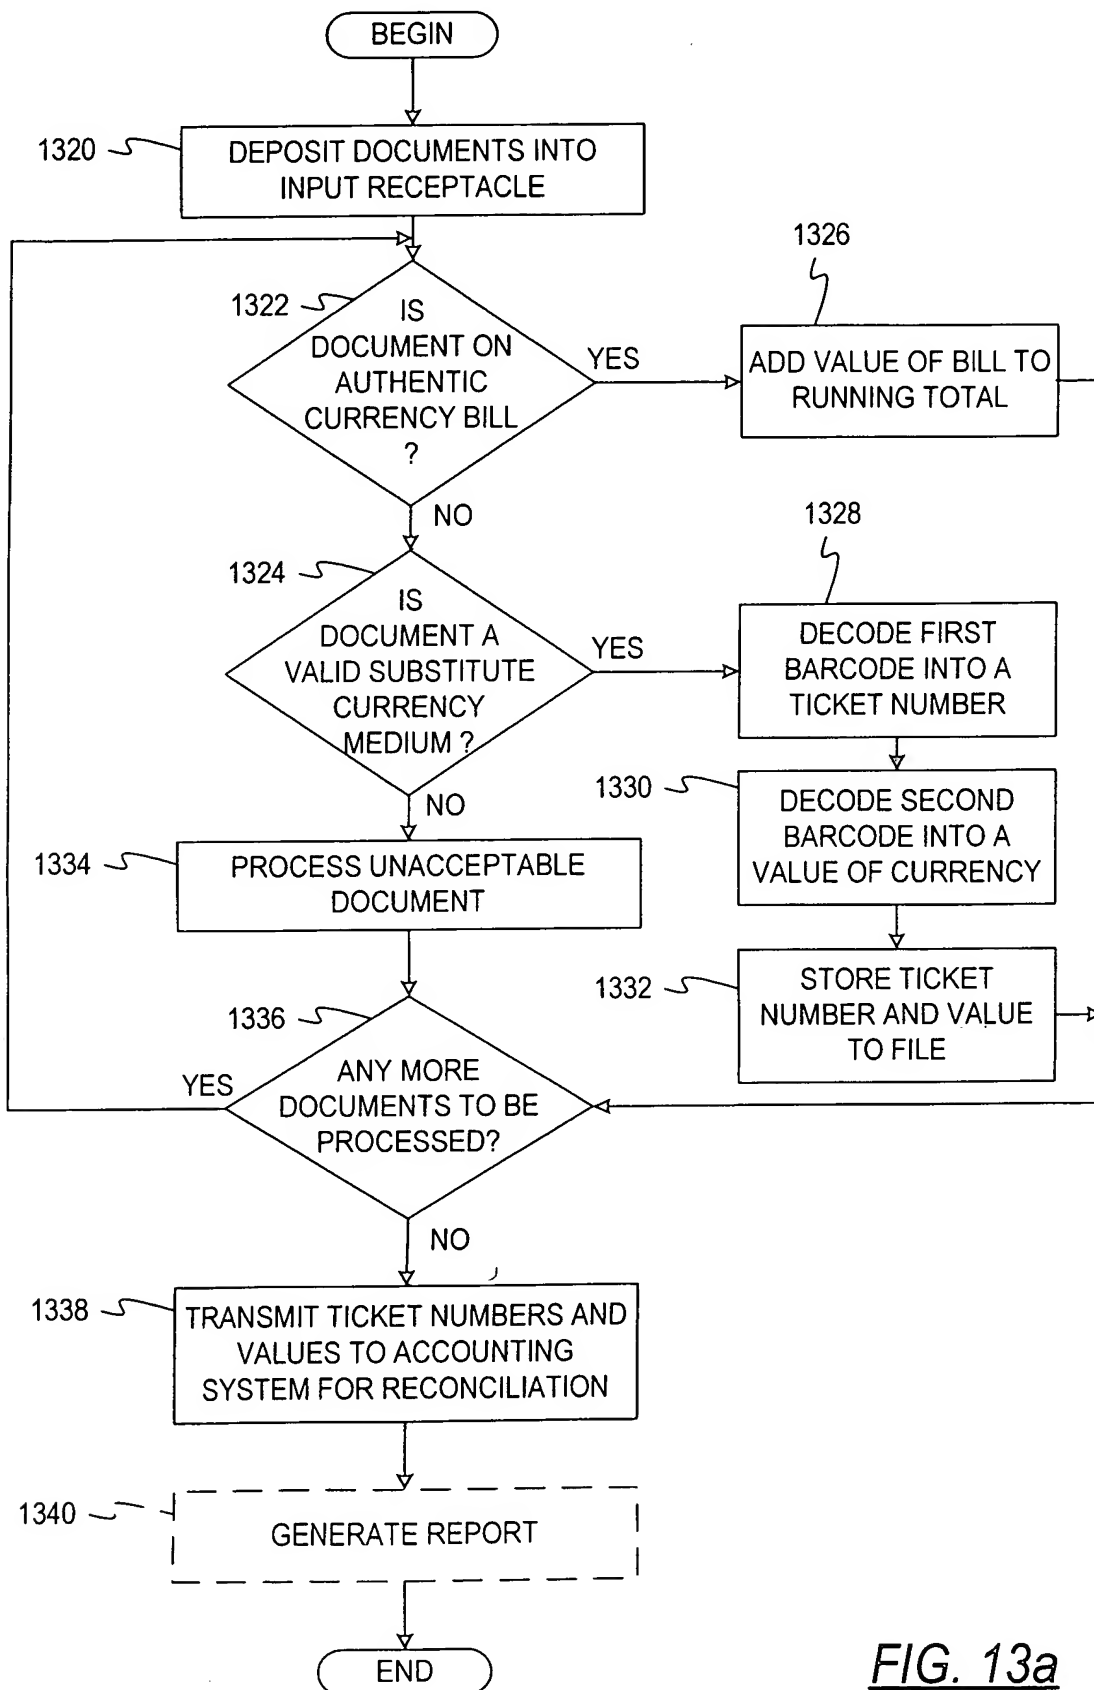 BEGIN
1320
DEPOSIT DOCUMENTS INTO
INPUT RECEPTACLE
1322
IS
DOCUMENT ON
AUTHENTIC
CURRENCY BILL
?
YES
1326
ADD VALUE OF BILL TO
RUNNING TOTAL
NO
1324
IS
DOCUMENT A
VALID SUBSTITUTE
CURRENCY
MEDIUM ?
YES
1328
DECODE FIRST
BARCODE INTO A
TICKET NUMBER
1330
DECODE SECOND
BARCODE INTO A
VALUE OF CURRENCY
1332
STORE TICKET
NUMBER AND VALUE
TO FILE
NO
1334
PROCESS UNACCEPTABLE
DOCUMENT
1336
YES
ANY MORE
DOCUMENTS TO BE
PROCESSED?
NO
1338
TRANSMIT TICKET NUMBERS AND
VALUES TO ACCOUNTING
SYSTEM FOR RECONCILIATION
1340
GENERATE REPORT
END
FIG. 13a